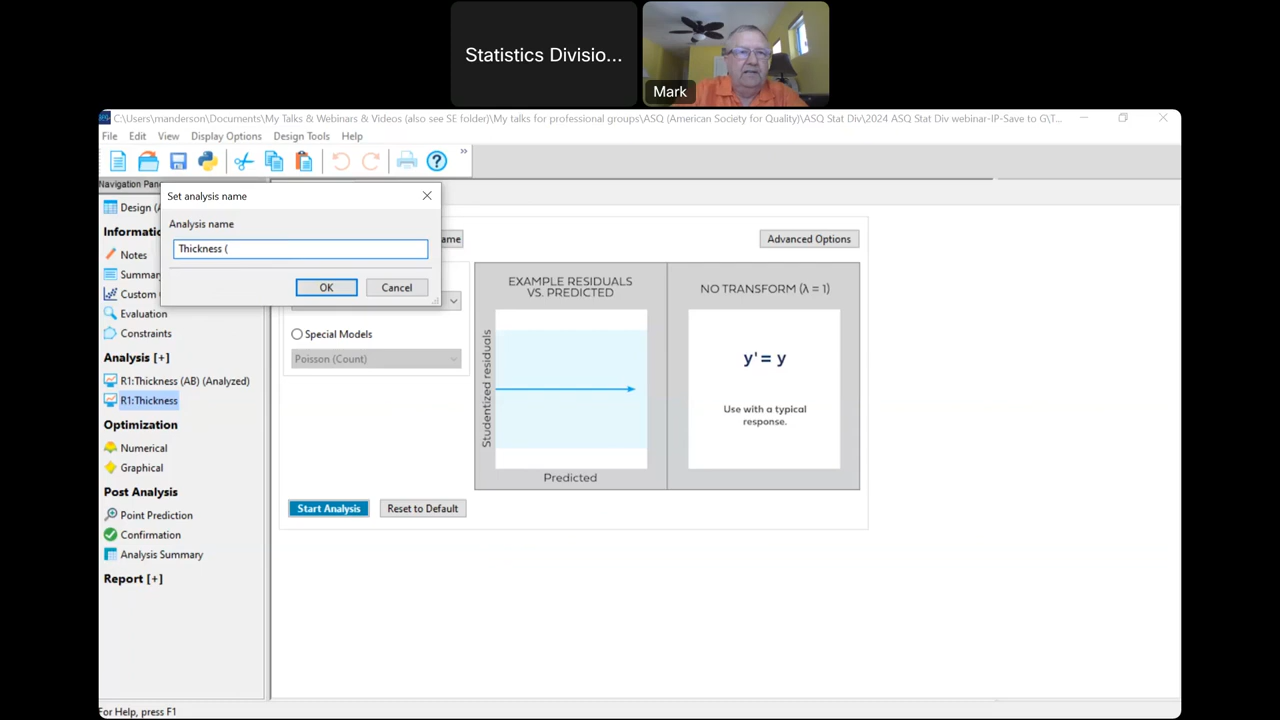 Statistics Divisio...
Mark
C:\Users\manderson\Documents\My Talks & Webinars & Videos (also see SE folder)\My talks for professional groups\ASQ (American Society for Quality)\ASQ Stat Div\2024 ASQ Stat Div webinar-IP-Save to G\T...
File Edit View Display Options Design Tools Help
»
Navigation Pan
Set analysis name
Analysis name
Thickness (
OK Cancel
Design (A
Informati
Notes
Summar
Custom
Evaluation
Constraints
Analysis [+]
R1:Thickness (AB) (Analyzed)
R1:Thickness
Optimization
Numerical
Graphical
Post Analysis
Point Prediction
Confirmation
Analysis Summary
Report [+]
ame
Advanced Options
Special Models
Poisson (Count)
EXAMPLE RESIDUALS
VS. PREDICTED
Studentized residuals
Predicted
NO TRANSFORM (λ = 1)
y' = y
Use with a typical
response.
Start Analysis Reset to Default
For Help, press F1